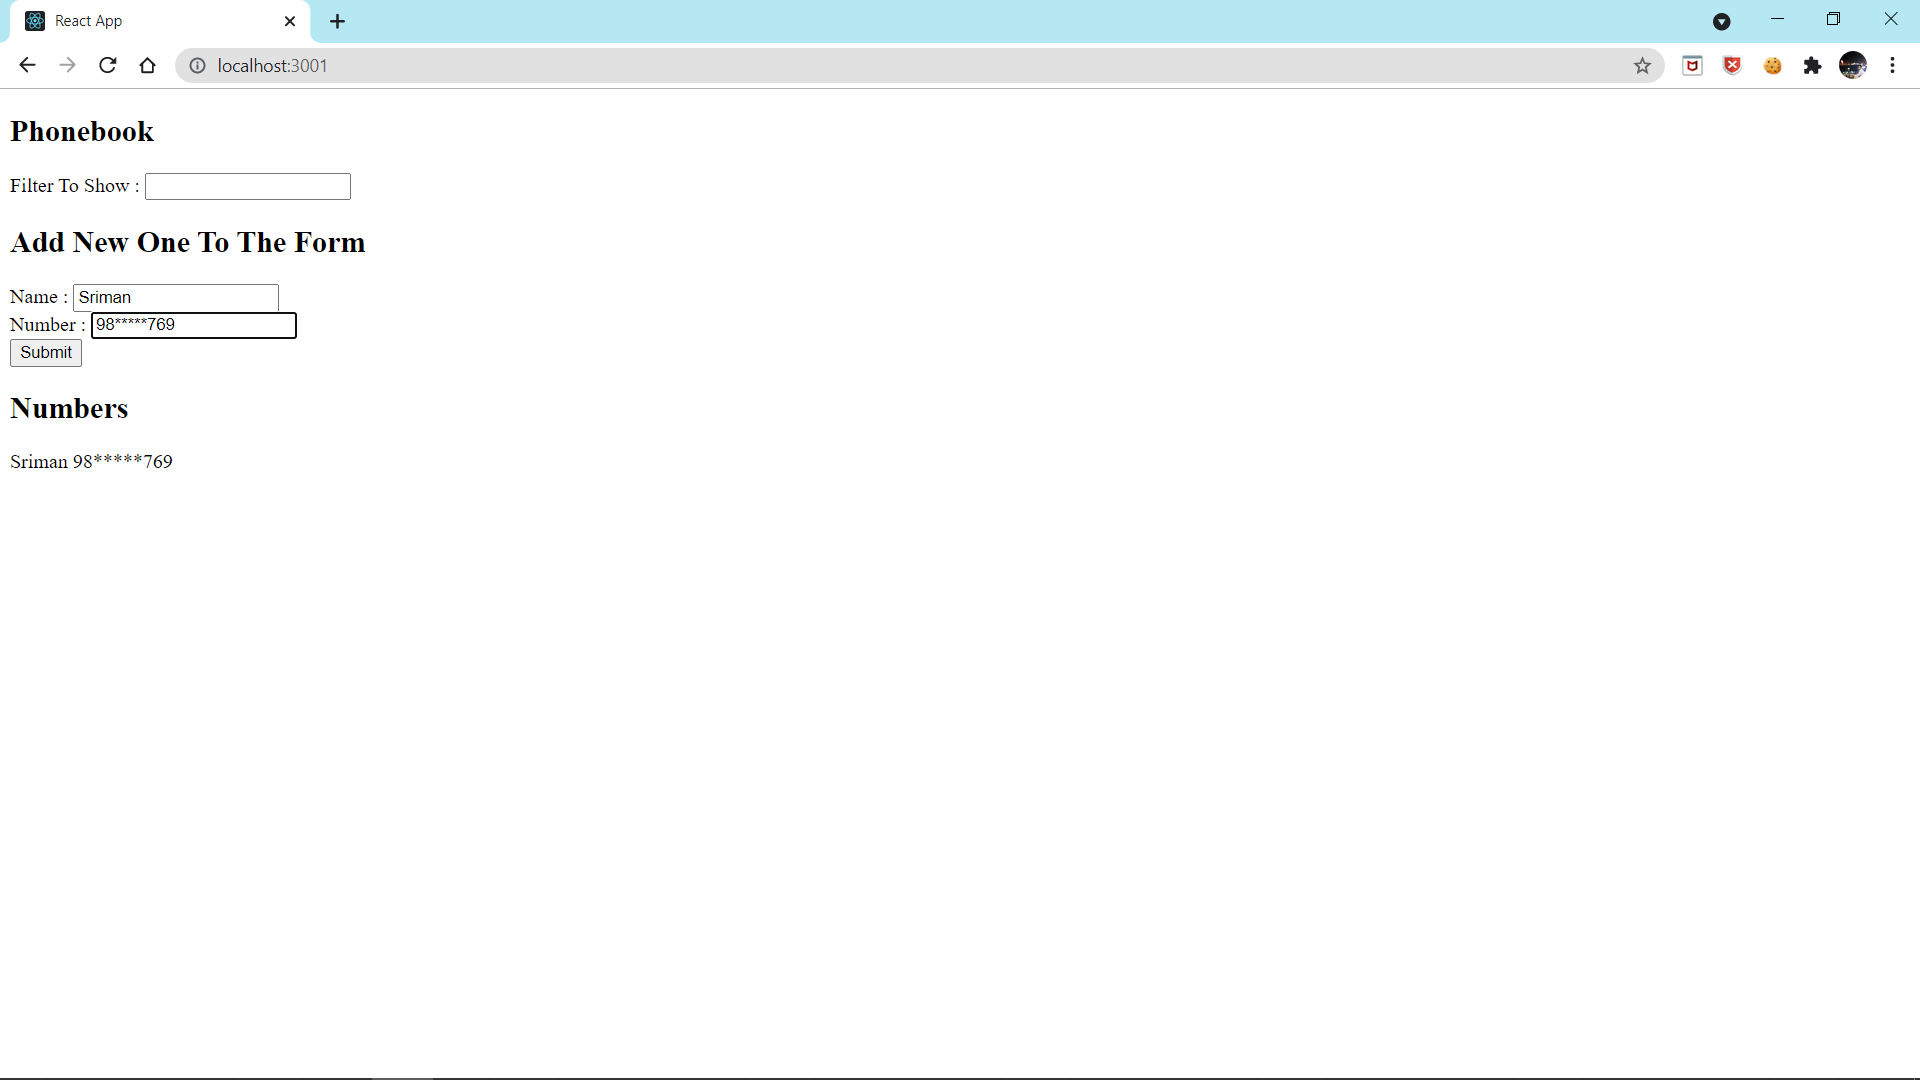 React App
localhost:3001
Phonebook
Filter To Show :
Add New One To The Form
Name : Sriman
Number : 98*****769
Submit
Numbers
Sriman 98*****769